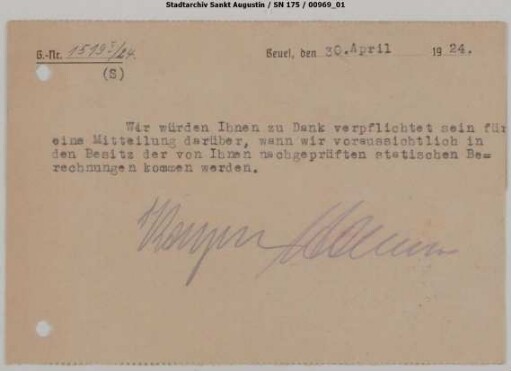 Stadtarchiv Sankt Augustin / SN 175 / 00969_01
G.-Nr. 1519 I/24. Beuel, den 30. April 1924.
(S)
Wir würden Ihnen zu Dank verpflichtet sein für
eine Mitteilung darüber, wann wir voraussichtlich in
den Besitz der von Ihnen nachgeprüften statischen Be=
rechnungen kommen werden.